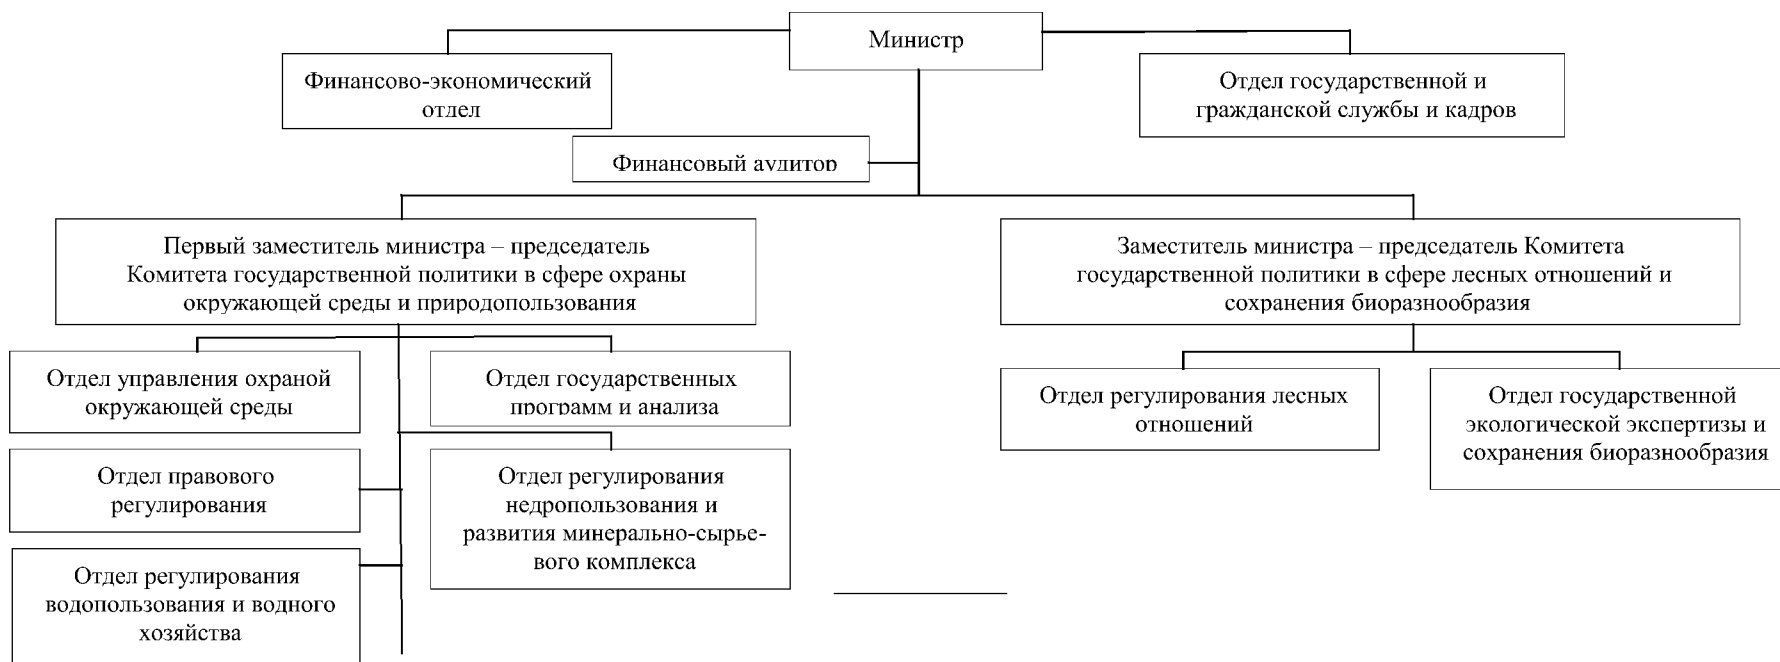 Министр
Финансово-экономический
отдел
Отдел государственной и
гражданской службы и кадров
Финансовый аудитор
Первый заместитель министра – председатель
Комитета государственной политики в сфере охраны
окружающей среды и природопользования
Заместитель министра – председатель Комитета
государственной политики в сфере лесных отношений и
сохранения биоразнообразия
Отдел управления охраной
окружающей среды
Отдел государственных
программ и анализа
Отдел регулирования лесных
отношений
Отдел государственной
экологической экспертизы и
сохранения биоразнообразия
Отдел правового
регулирования
Отдел регулирования
недропользования и
развития минерально-сырье-
вого комплекса
Отдел регулирования
водопользования и водного
хозяйства